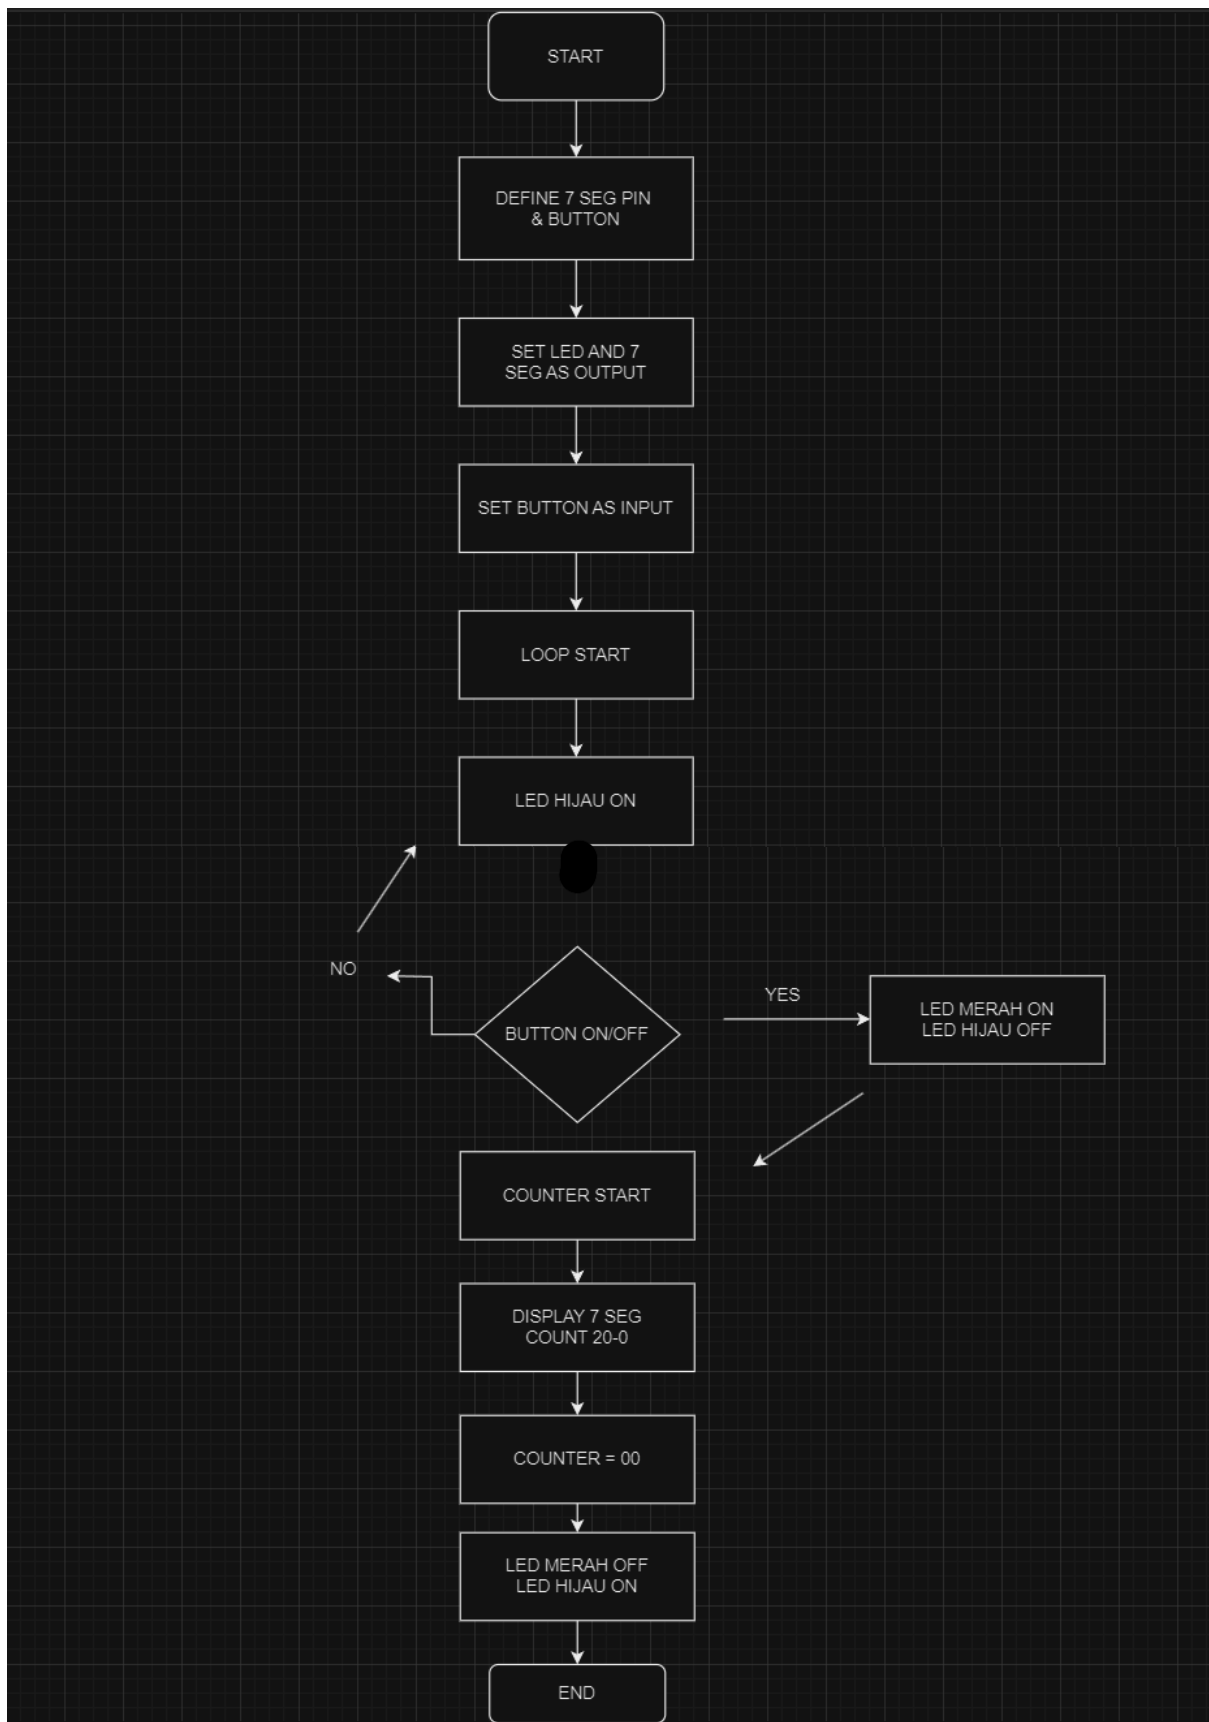 START
DEFINE 7 SEG PIN
& BUTTON
SET LED AND 7
SEG AS OUTPUT
SET BUTTON AS INPUT
LOOP START
LED HIJAU ON
NO
BUTTON ON/OFF
YES
LED MERAH ON
LED HIJAU OFF
COUNTER START
DISPLAY 7 SEG
COUNT 20-0
COUNTER = 00
LED MERAH OFF
LED HIJAU ON
END